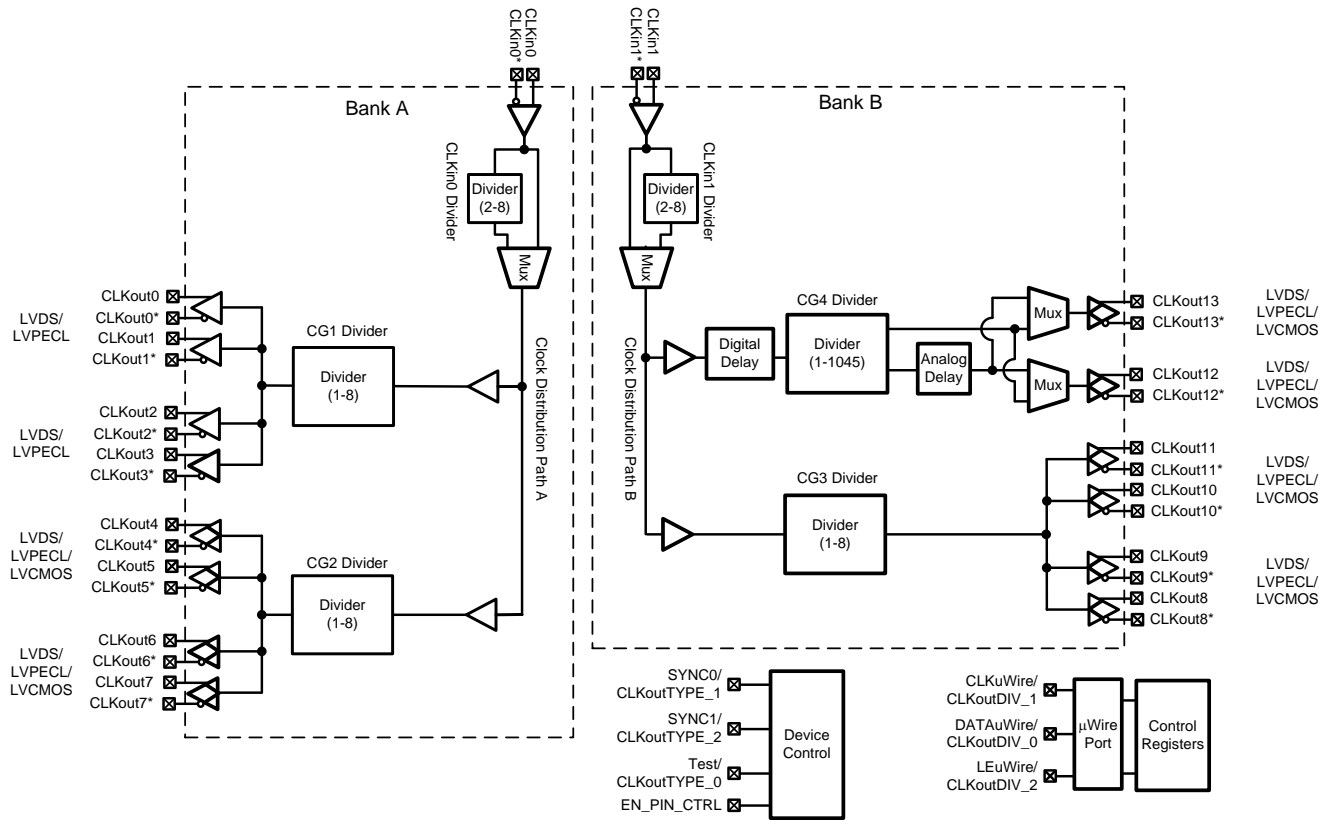 CLKin0
CLKin0*
CLKin1
CLKin1*
Bank A
Bank B
CLKin0 Divider
Divider
(2-8)
Mux
CLKin1 Divider
Divider
(2-8)
Mux
Clock Distribution Path A
Clock Distribution Path B
LVDS/
LVPECL
CLKout0
CLKout0*
CLKout1
CLKout1*
LVDS/
LVPECL
CLKout2
CLKout2*
CLKout3
CLKout3*
CG1 Divider
Divider
(1-8)
LVDS/
LVPECL/
LVCMOS
CLKout4
CLKout4*
CLKout5
CLKout5*
LVDS/
LVPECL/
LVCMOS
CLKout6
CLKout6*
CLKout7
CLKout7*
CG2 Divider
Divider
(1-8)
Digital
Delay
CG4 Divider
Divider
(1-1045)
Analog
Delay
Mux
Mux
CLKout13
CLKout13*
LVDS/
LVPECL/
LVCMOS
CLKout12
CLKout12*
LVDS/
LVPECL/
LVCMOS
CG3 Divider
Divider
(1-8)
CLKout11
CLKout11*
CLKout10
CLKout10*
LVDS/
LVPECL/
LVCMOS
CLKout9
CLKout9*
CLKout8
CLKout8*
LVDS/
LVPECL/
LVCMOS
SYNC0/
CLKoutTYPE_1
SYNC1/
CLKoutTYPE_2
Test/
CLKoutTYPE_0
EN_PIN_CTRL
Device
Control
CLKuWire/
CLKoutDIV_1
DATAuWire/
CLKoutDIV_0
LEuWire/
CLKoutDIV_2
µWire
Port
Control
Registers